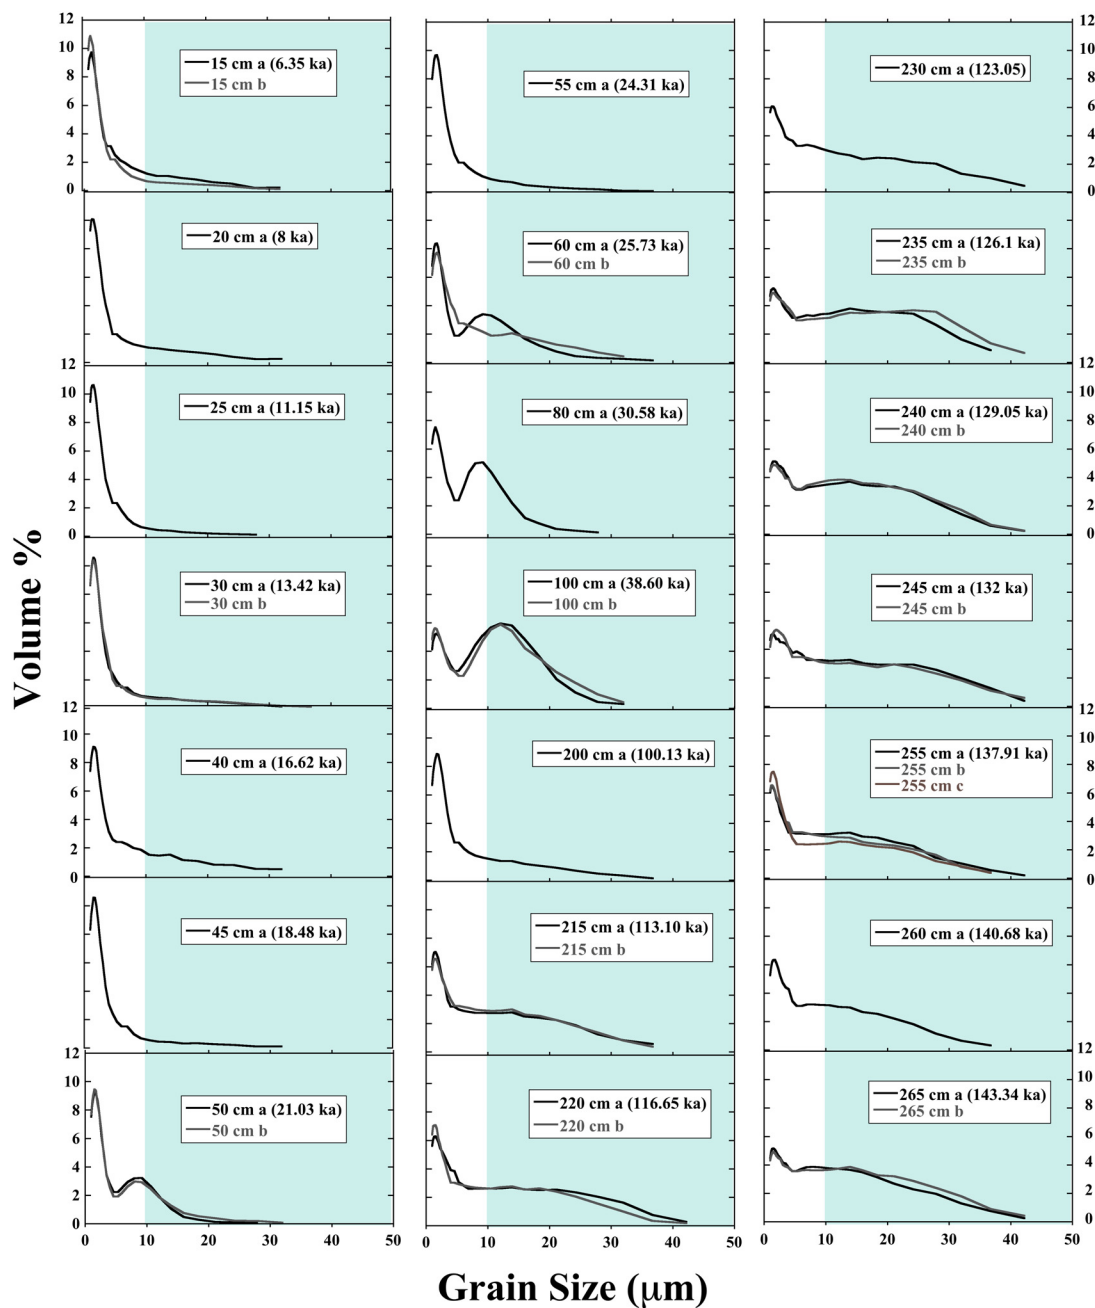 Volume %
12
10
8
6
4
2
0
15 cm a (6.35 ka)
15 cm b
20 cm a (8 ka)
12
10
8
6
4
2
0
25 cm a (11.15 ka)
30 cm a (13.42 ka)
30 cm b
12
10
8
6
4
2
0
40 cm a (16.62 ka)
45 cm a (18.48 ka)
12
10
8
6
4
2
0
50 cm a (21.03 ka)
50 cm b
0 10 20 30 40 50
55 cm a (24.31 ka)
60 cm a (25.73 ka)
60 cm b
80 cm a (30.58 ka)
100 cm a (38.60 ka)
100 cm b
200 cm a (100.13 ka)
215 cm a (113.10 ka)
215 cm b
220 cm a (116.65 ka)
220 cm b
0 10 20 30 40 50
12
10
8
6
4
2
0
230 cm a (123.05)
235 cm a (126.1 ka)
235 cm b
12
10
8
6
4
2
0
240 cm a (129.05 ka)
240 cm b
245 cm a (132 ka)
245 cm b
12
10
8
6
4
2
0
255 cm a (137.91 ka)
255 cm b
255 cm c
260 cm a (140.68 ka)
12
10
8
6
4
2
0
265 cm a (143.34 ka)
265 cm b
0 10 20 30 40 50
Grain Size (μm)